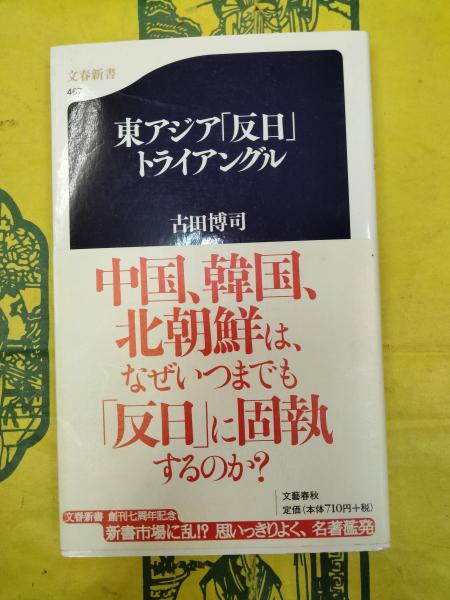 文春新書
467
東アジア「反日」
トライアングル
古田博司
中国、韓国、
北朝鮮は、
なぜいつまでも
「反日」に固執
するのか?
文藝春秋
定価(本体710円+税)
文春新書 創刊七周年記念
新書市場に乱!? 思いっきりよく、名著濫発